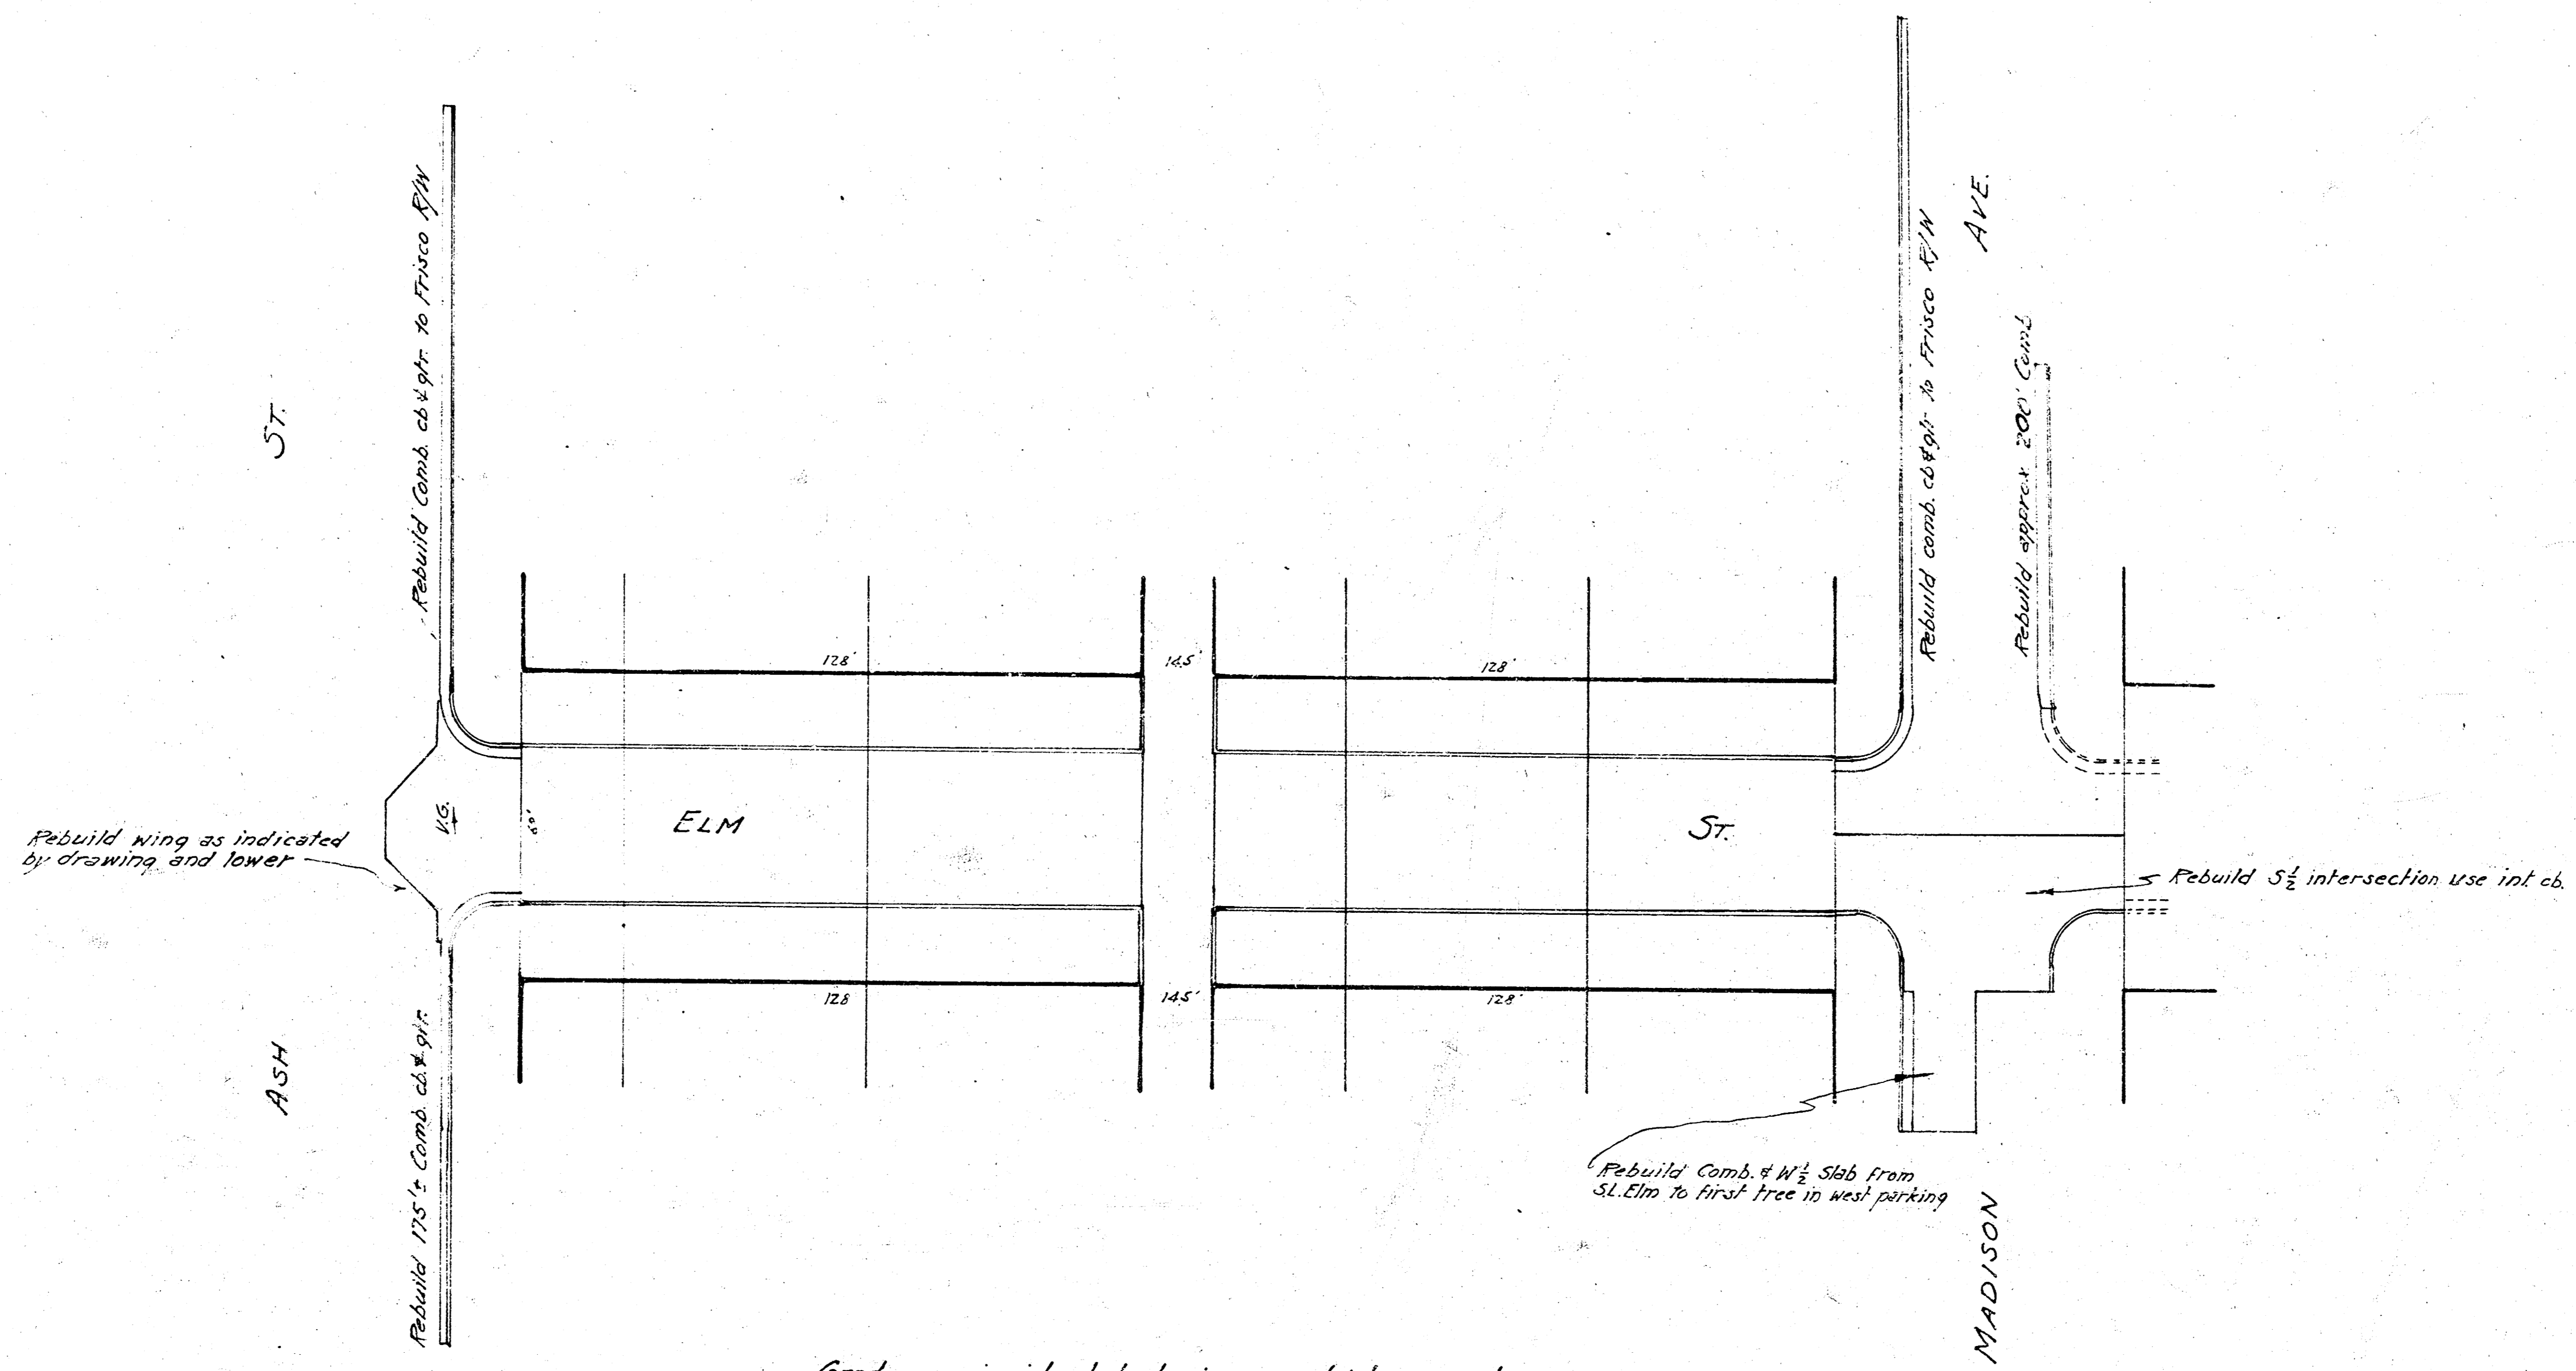 Rebuild Comb. cb & gtr. to Frisco R/W
ST.
Rebuild comb. cb & gtr. to Frisco R/W
AVE.
Rebuild approx. 200' Comb
128'
14.5'
128'
V.G.
60'
ELM
ST.
Rebuild wing as indicated
by drawing and lower
Rebuild S½ intersection use int. cb.
128
14.5'
128'
ASH
Rebuild 175'± Comb. cb. & gtr.
Rebuild Comb. & W½ Slab from
S.L. Elm to first tree in west parking
MADISON